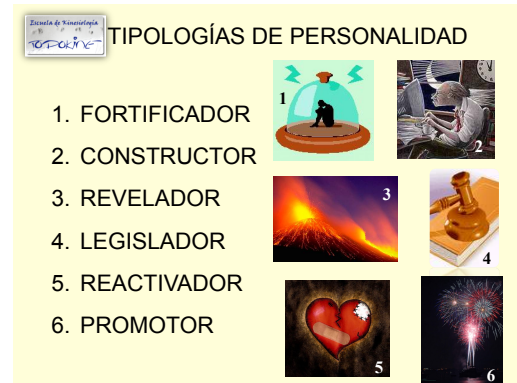 Escuela de Kinesiología
TOPOKINE
TIPOLOGÍAS DE PERSONALIDAD
1. FORTIFICADOR
2. CONSTRUCTOR
3. REVELADOR
4. LEGISLADOR
5. REACTIVADOR
6. PROMOTOR
1
2
3
4
5
6